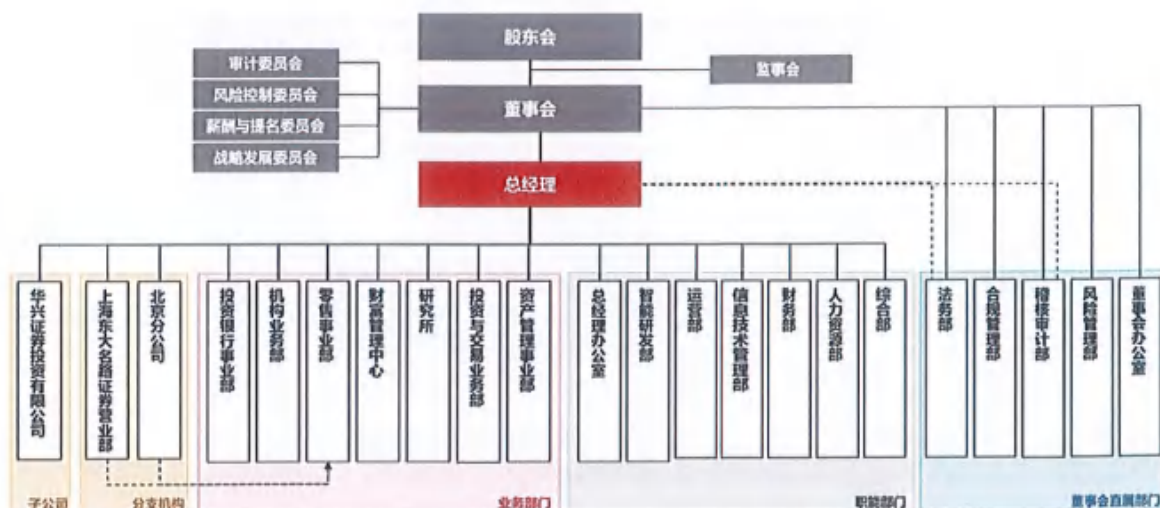 股东会
监事会
审计委员会
风险控制委员会
薪酬与提名委员会
战略发展委员会
董事会
总经理
华兴证券投资有限公司
上海东大名路证券营业部
北京分公司
投资银行事业部
机构业务部
零售事业部
财富管理中心
研究所
投资与交易业务部
资产管理事业部
总经理办公室
智能研发部
运营部
信息技术管理部
财务部
人力资源部
综合部
法务部
合规管理部
稽核审计部
风险管理部
董事会办公室
子公司
分支机构
业务部门
职能部门
董事会直属部门